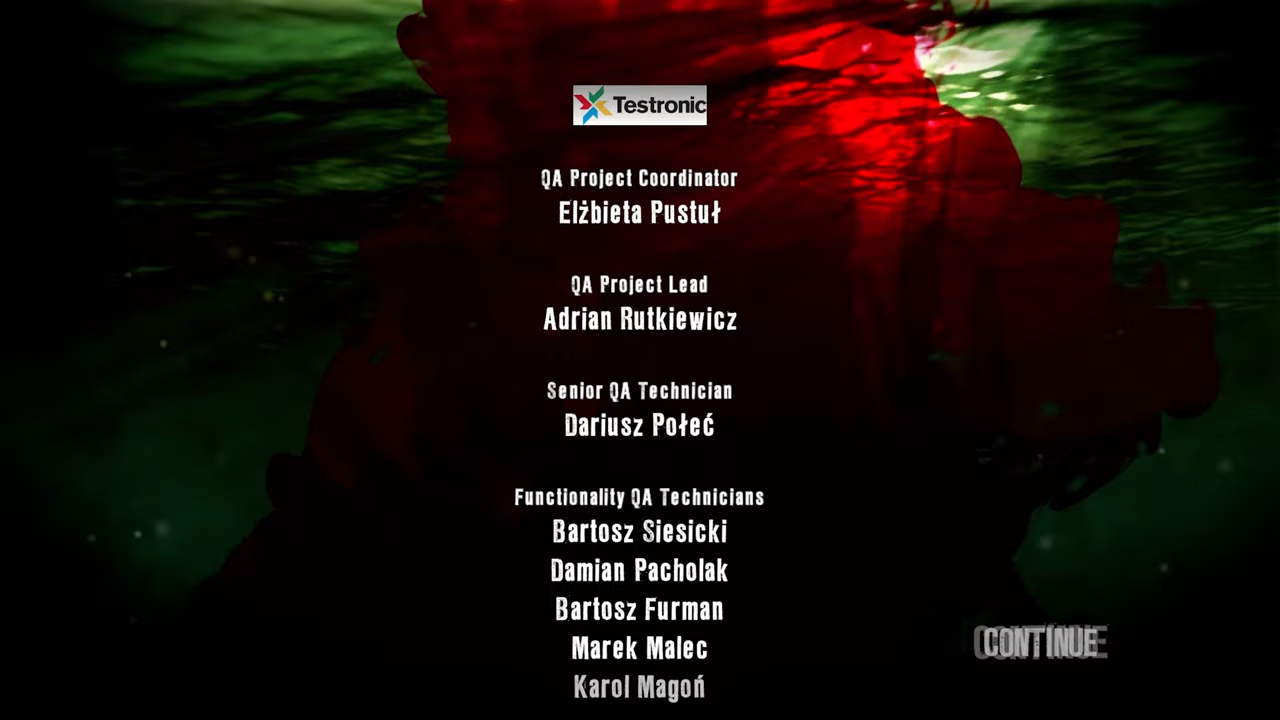 Testronic
QA Project Coordinator
Elżbieta Pustuł
QA Project Lead
Adrian Rutkiewicz
Senior QA Technician
Dariusz Połeć
Functionality QA Technicians
Bartosz Siesicki
Damian Pacholak
Bartosz Furman
Marek Malec
Karol Magoń
CONTINUE